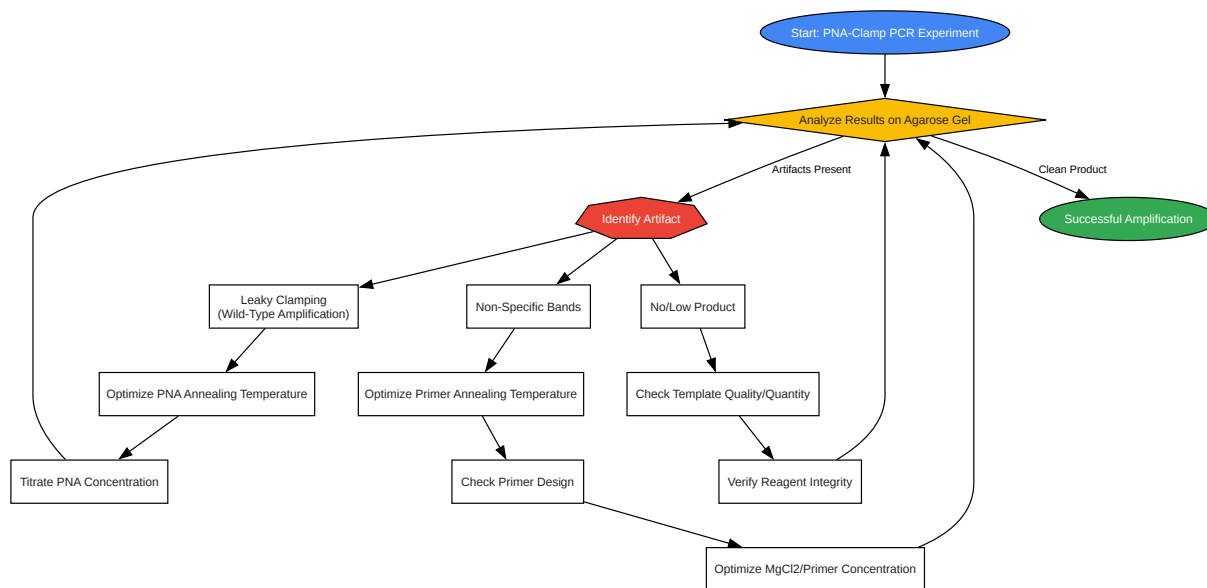 Start: PNA-Clamp PCR Experiment
Analyze Results on Agarose Gel
Artifacts Present
Clean Product
Identify Artifact
Successful Amplification
Leaky Clamping
(Wild-Type Amplification)
Non-Specific Bands
No/Low Product
Optimize PNA Annealing Temperature
Optimize Primer Annealing Temperature
Check Template Quality/Quantity
Titrate PNA Concentration
Check Primer Design
Verify Reagent Integrity
Optimize MgCl2/Primer Concentration